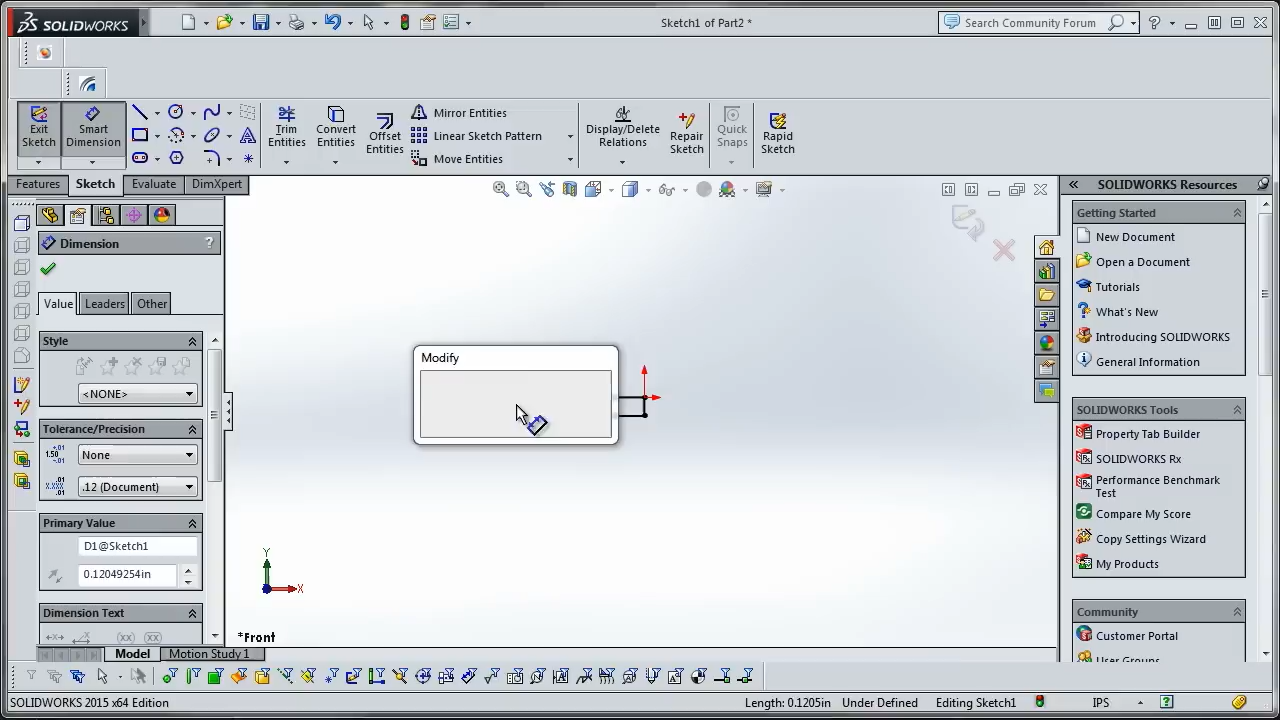 SOLIDWORKS
Sketch1 of Part2 *
Search Community Forum
Exit Sketch
Smart Dimension
Trim Entities
Convert Entities
Offset Entities
Mirror Entities
Linear Sketch Pattern
Move Entities
Display/Delete Relations
Repair Sketch
Quick Snaps
Rapid Sketch
Features
Sketch
Evaluate
DimXpert
SOLIDWORKS Resources
Dimension
?
Value
Leaders
Other
Style
<NONE>
Tolerance/Precision
None
.12 (Document)
Primary Value
D1@Sketch1
0.12049254in
Dimension Text
Modify
Y
X
*Front
Getting Started
New Document
Open a Document
Tutorials
What's New
Introducing SOLIDWORKS
General Information
SOLIDWORKS Tools
Property Tab Builder
SOLIDWORKS Rx
Performance Benchmark
Test
Compare My Score
Copy Settings Wizard
My Products
Community
Customer Portal
User Groups
Model
Motion Study 1
SOLIDWORKS 2015 x64 Edition
Length: 0.1205in
Under Defined
Editing Sketch1
IPS